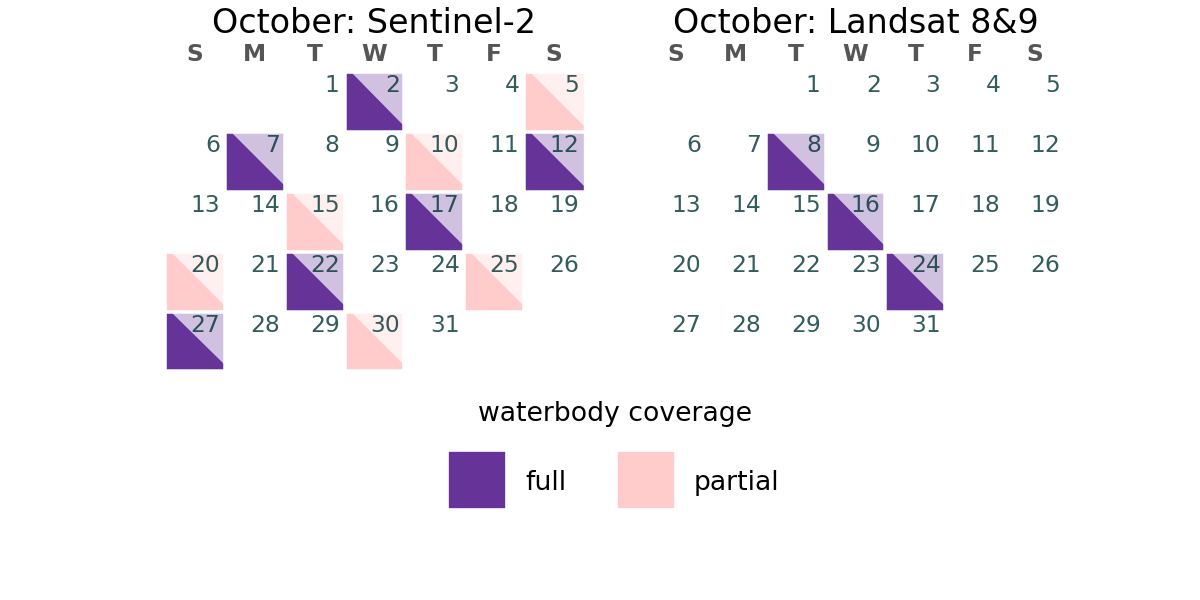 October: Sentinel-2
S M T W T F S
1 2 3 4 5
6 7 8 9 10 11 12
13 14 15 16 17 18 19
20 21 22 23 24 25 26
27 28 29 30 31
October: Landsat 8&9
S M T W T F S
1 2 3 4 5
6 7 8 9 10 11 12
13 14 15 16 17 18 19
20 21 22 23 24 25 26
27 28 29 30 31
waterbody coverage
full partial